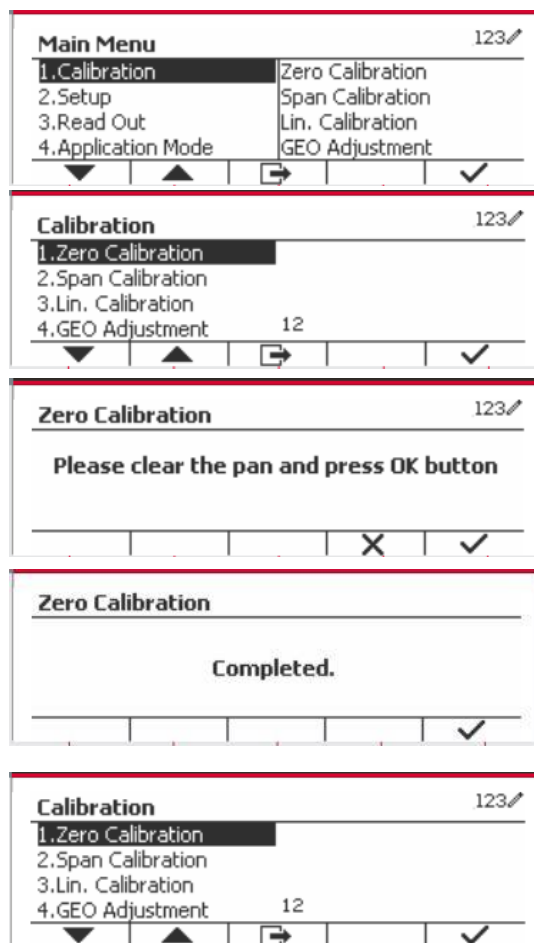 Main Menu 123
1.Calibration Zero Calibration
2.Setup Span Calibration
3.Read Out Lin. Calibration
4.Application Mode GEO Adjustment
Calibration 123
1.Zero Calibration
2.Span Calibration
3.Lin. Calibration
4.GEO Adjustment 12
Zero Calibration 123
Please clear the pan and press OK button
Zero Calibration
Completed.
Calibration 123
1.Zero Calibration
2.Span Calibration
3.Lin. Calibration
4.GEO Adjustment 12